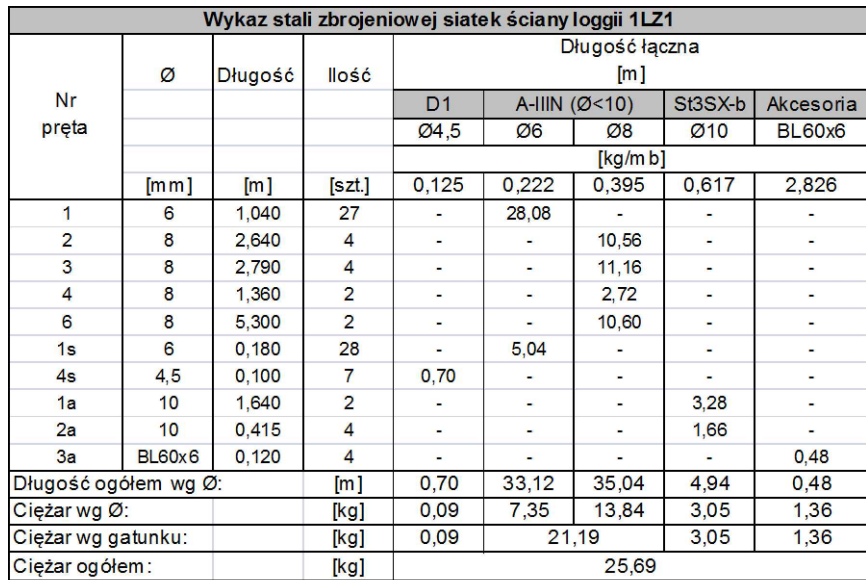 Wykaz stali zbrojeniowej siatek ściany loggii 1LZ1
Nr pręta Ø Długość Ilość Długość łączna
[m]
D1 A-IIIN (Ø<10) St3SX-b Akcesoria
Ø4,5 Ø6 Ø8 Ø10 BL60x6
[kg/mb]
[mm] [m] [szt.] 0,125 0,222 0,395 0,617 2,826
1 6 1,040 27 - 28,08 - - -
2 8 2,640 4 - - 10,56 - -
3 8 2,790 4 - - 11,16 - -
4 8 1,360 2 - - 2,72 - -
6 8 5,300 2 - - 10,60 - -
1s 6 0,180 28 - 5,04 - - -
4s 4,5 0,100 7 0,70 - - - -
1a 10 1,640 2 - - - 3,28 -
2a 10 0,415 4 - - - 1,66 -
3a BL60x6 0,120 4 - - - - 0,48
Długość ogółem wg Ø: [m] 0,70 33,12 35,04 4,94 0,48
Ciężar wg Ø: [kg] 0,09 7,35 13,84 3,05 1,36
Ciężar wg gatunku: [kg] 0,09 21,19 3,05 1,36
Ciężar ogółem: [kg] 25,69